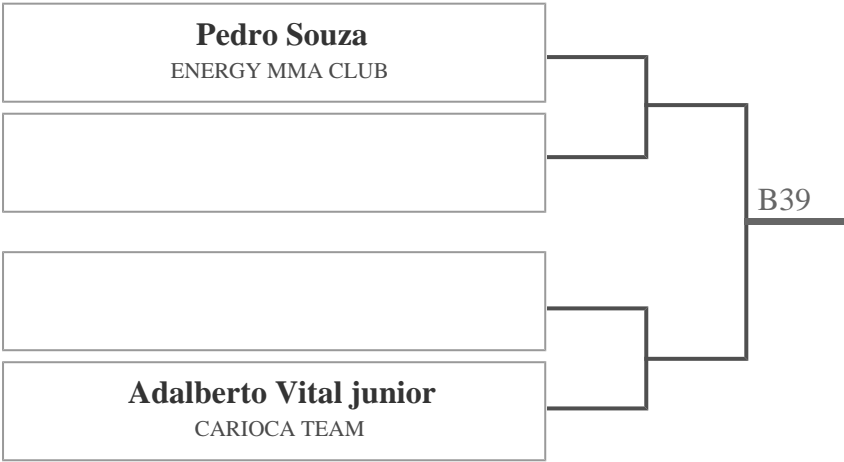 Pedro Souza
ENERGY MMA CLUB
B39
Adalberto Vital junior
CARIOCA TEAM